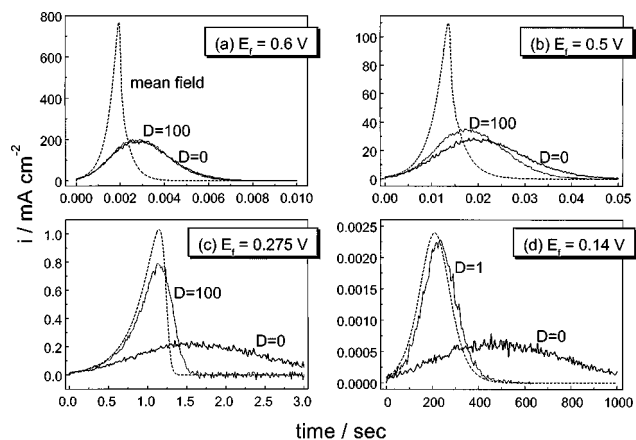 800
600
400
200
0
(a) E_f = 0.6 V
mean field
D=100
D=0
0.000 0.002 0.004 0.006 0.008 0.010
100
80
60
40
20
0
(b) E_f = 0.5 V
D=100
D=0
0.00 0.01 0.02 0.03 0.04 0.05
i / mA cm⁻²
1.0
0.8
0.6
0.4
0.2
0.0
(c) E_f = 0.275 V
D=100
D=0
0.0 0.5 1.0 1.5 2.0 2.5 3.0
0.0025
0.0020
0.0015
0.0010
0.0005
0.0000
(d) E_f = 0.14 V
D=1
D=0
0 200 400 600 800 1000
time / sec